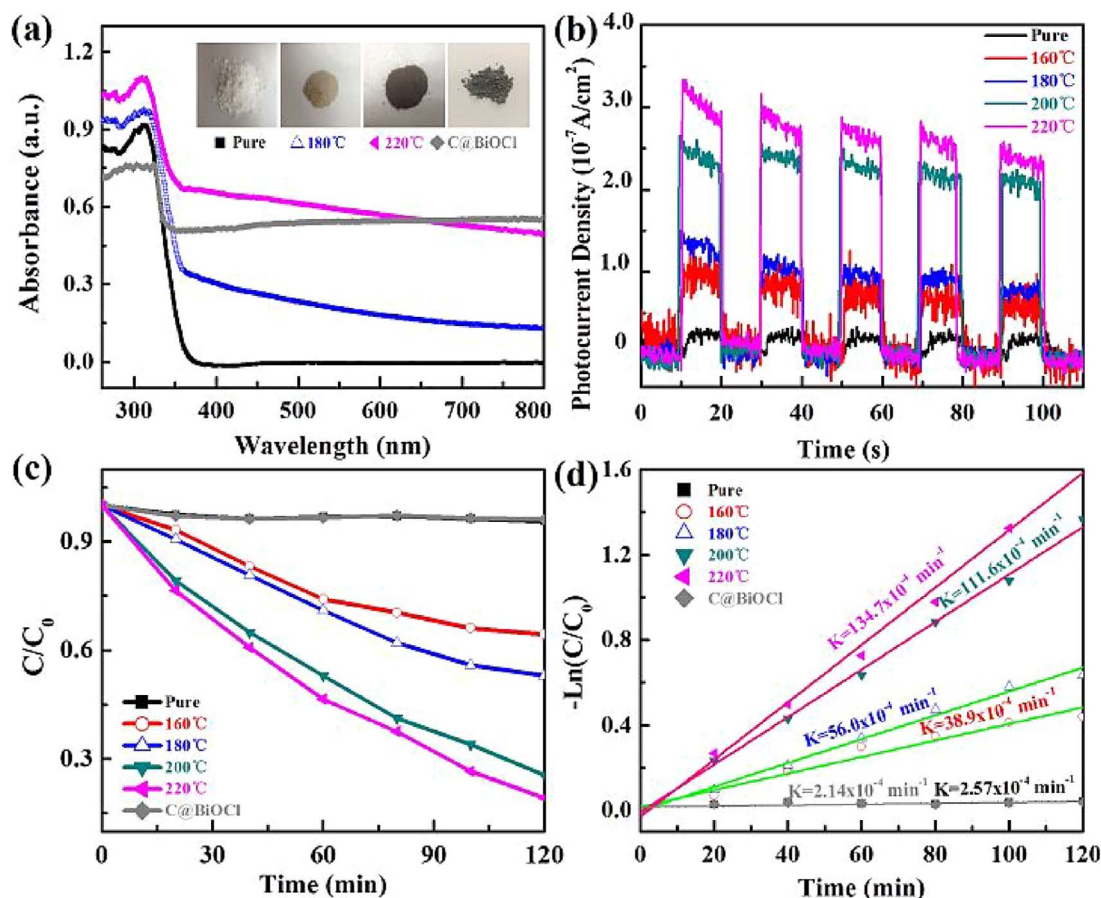 (a)
Absorbance (a.u.)
1.2
0.9
0.6
0.3
0.0
Pure 180℃ 220℃ C@BiOCl
300 400 500 600 700 800
Wavelength (nm)
(b)
Photocurrent Density (10⁻⁷A/cm²)
4.0
3.0
2.0
1.0
0
Pure
160℃
180℃
200℃
220℃
0 20 40 60 80 100
Time (s)
(c)
C/C₀
0.9
0.6
0.3
Pure
160℃
180℃
200℃
220℃
C@BiOCl
0 30 60 90 120
Time (min)
(d)
-Ln(C/C₀)
1.6
1.2
0.8
0.4
0.0
Pure
160℃
180℃
200℃
220℃
C@BiOCl
K=134.7x10⁻⁴ min⁻¹
K=111.6x10⁻⁴ min⁻¹
K=56.0x10⁻⁴ min⁻¹
K=38.9x10⁻⁴ min⁻¹
K=2.14x10⁻⁴ min⁻¹
K=2.57x10⁻⁴ min⁻¹
0 20 40 60 80 100 120
Time (min)